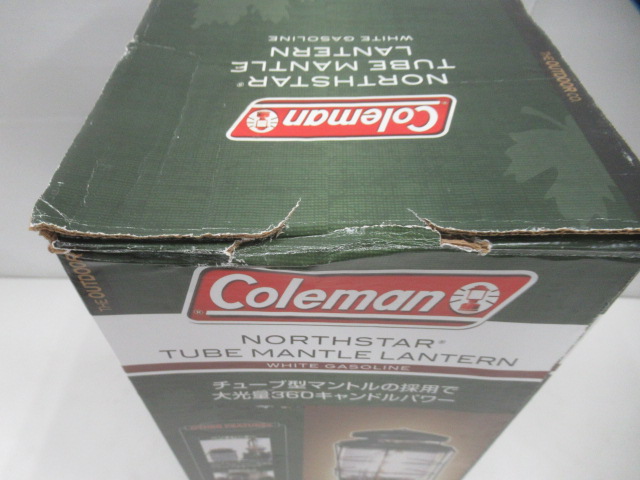 WHITE GASOLINE
NORTHSTAR®
TUBE MANTLE
LANTERN
Coleman
Coleman
NORTHSTAR®
TUBE MANTLE LANTERN
WHITE GASOLINE
チューブ型マントルの採用で
大光量360キャンドルパワー